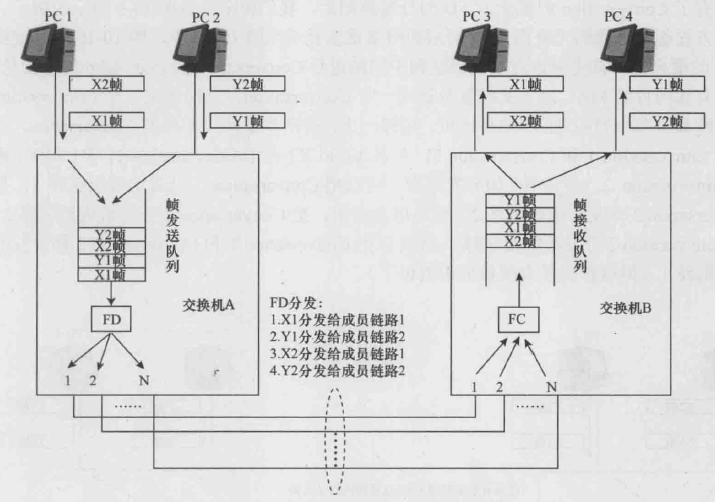 PC 1
PC 2
PC 3
PC 4
X2帧
Y2帧
X1帧
Y1帧
X1帧
Y1帧
X2帧
Y2帧
Y2帧
X2帧
Y1帧
X1帧
帧发送队列
FD
交换机A
1 2 N
......
FD分发：
1.X1分发给成员链路1
2.Y1分发给成员链路2
3.X2分发给成员链路1
4.Y2分发给成员链路2
Y1帧
Y2帧
X1帧
X2帧
帧接收队列
FC
交换机B
1 2 N
......